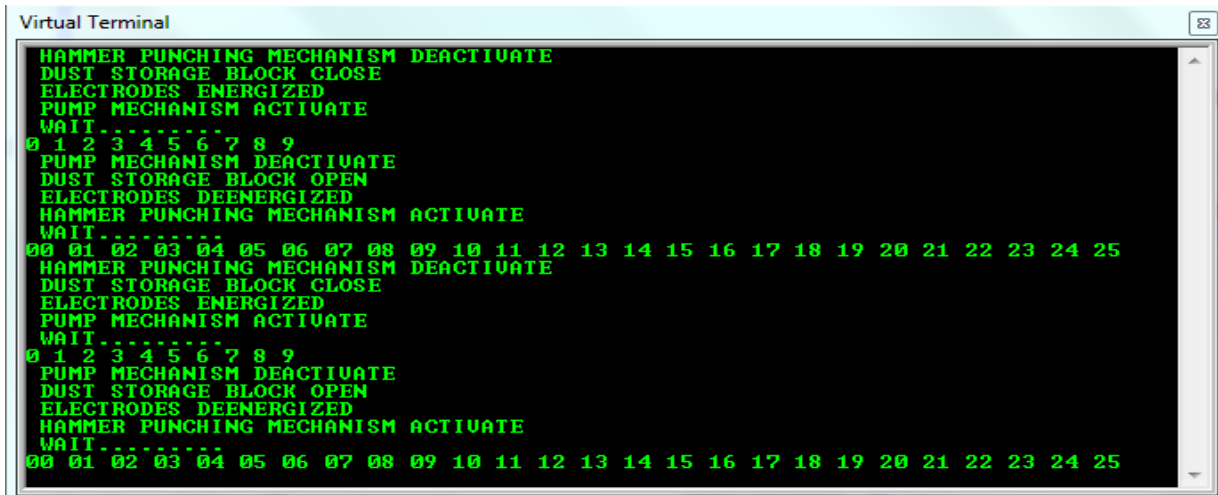 Virtual Terminal
HAMMER PUNCHING MECHANISM DEACTIVATE
DUST STORAGE BLOCK CLOSE
ELECTRODES ENERGIZED
PUMP MECHANISM ACTIVATE
WAIT.........
0 1 2 3 4 5 6 7 8 9
PUMP MECHANISM DEACTIVATE
DUST STORAGE BLOCK OPEN
ELECTRODES DEENERGIZED
HAMMER PUNCHING MECHANISM ACTIVATE
WAIT.........
00 01 02 03 04 05 06 07 08 09 10 11 12 13 14 15 16 17 18 19 20 21 22 23 24 25
HAMMER PUNCHING MECHANISM DEACTIVATE
DUST STORAGE BLOCK CLOSE
ELECTRODES ENERGIZED
PUMP MECHANISM ACTIVATE
WAIT.........
0 1 2 3 4 5 6 7 8 9
PUMP MECHANISM DEACTIVATE
DUST STORAGE BLOCK OPEN
ELECTRODES DEENERGIZED
HAMMER PUNCHING MECHANISM ACTIVATE
WAIT.........
00 01 02 03 04 05 06 07 08 09 10 11 12 13 14 15 16 17 18 19 20 21 22 23 24 25